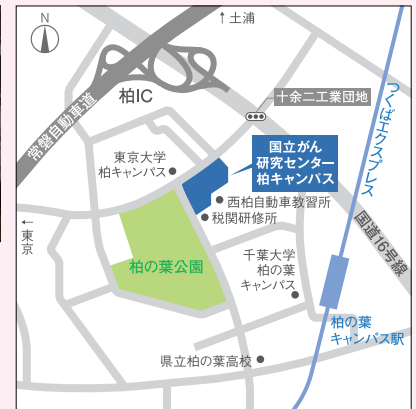 N
↑土浦
柏IC
十余二工業団地
常磐自動車道
つくばエクスプレス
国立がん
研究センター
柏キャンパス
東京大学
柏キャンパス
西柏自動車教習所
税関研修所
←東京
国道16号線
千葉大学
柏の葉
キャンパス
柏の葉公園
柏の葉
キャンパス駅
県立柏の葉高校